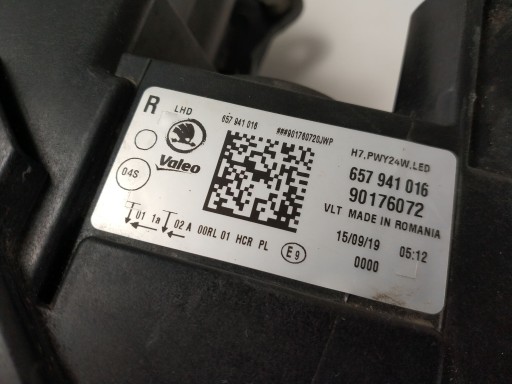 R LHD 657 941 016 ###901760720JWP
H7,PWY24W,LED
Valeo
657 941 016
90176072
04S
VLT MADE IN ROMANIA
15/09/19 05:12
01 1a 02 A 00RL 01 HCR PL E9
0000